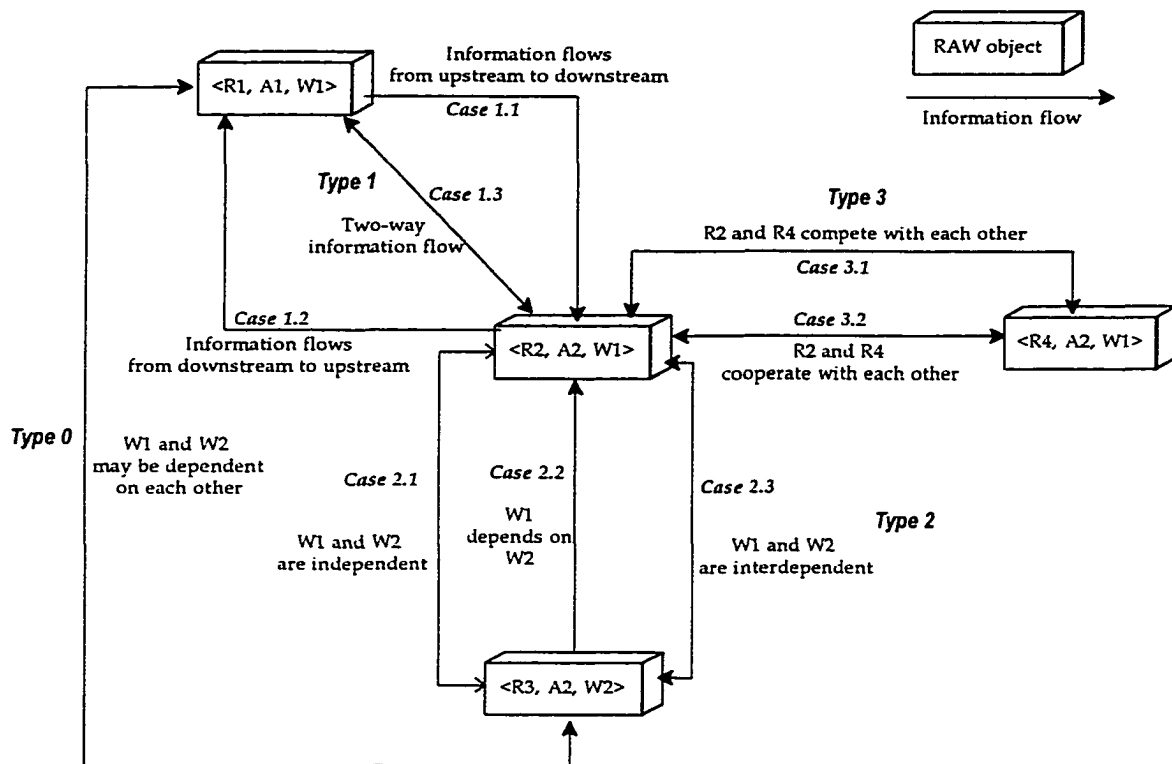 Information flows
from upstream to downstream
Case 1.1
RAW object
Information flow
<R1, A1, W1>
Type 1
Case 1.3
Two-way
information flow
Type 3
R2 and R4 compete with each other
Case 3.1
Case 1.2
Information flows
from downstream to upstream
<R2, A2, W1>
Case 3.2
R2 and R4
cooperate with each other
<R4, A2, W1>
Type 0
W1 and W2
may be dependent
on each other
Case 2.1
W1 and W2
are independent
Case 2.2
W1
depends on
W2
Case 2.3
Type 2
W1 and W2
are interdependent
<R3, A2, W2>